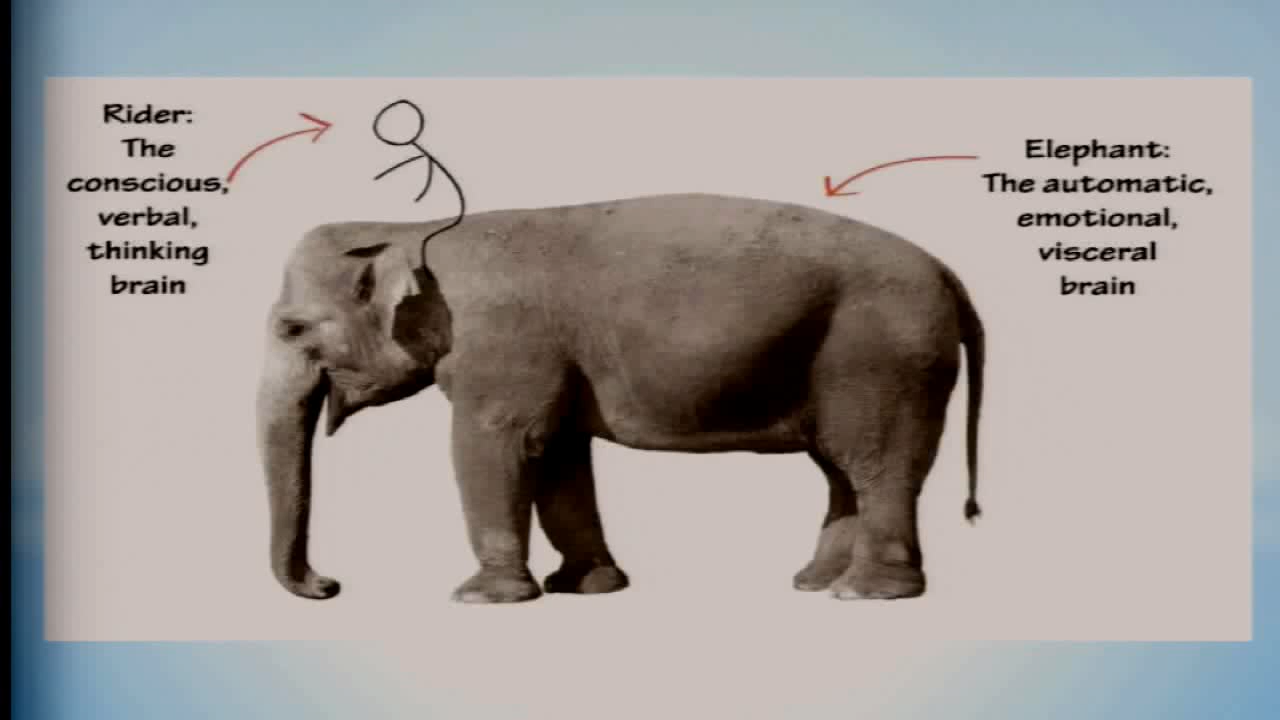 Rider:
The
conscious,
verbal,
thinking
brain
Elephant:
The automatic,
emotional,
visceral
brain